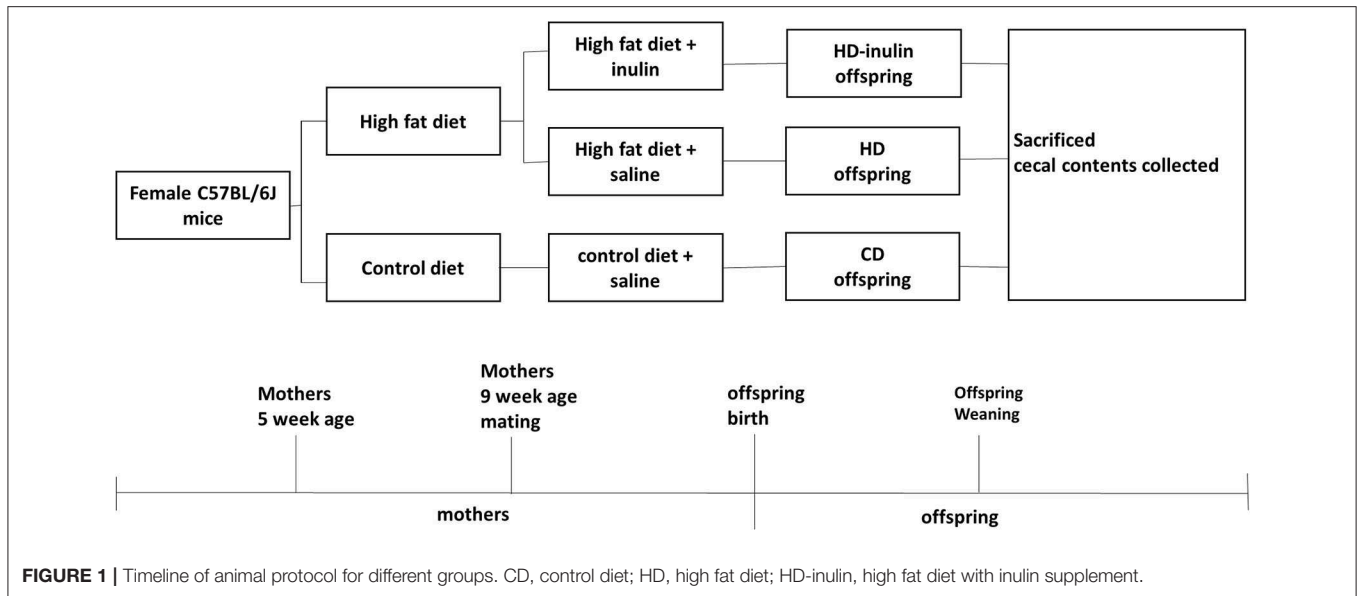 High fat diet +
inulin
HD-inulin
offspring
High fat diet
High fat diet +
saline
HD
offspring
Sacrificed
cecal contents collected
Female C57BL/6J
mice
Control diet
control diet +
saline
CD
offspring
Mothers
5 week age
Mothers
9 week age
mating
offspring
birth
Offspring
Weaning
mothers
offspring
FIGURE 1 | Timeline of animal protocol for different groups. CD, control diet; HD, high fat diet; HD-inulin, high fat diet with inulin supplement.